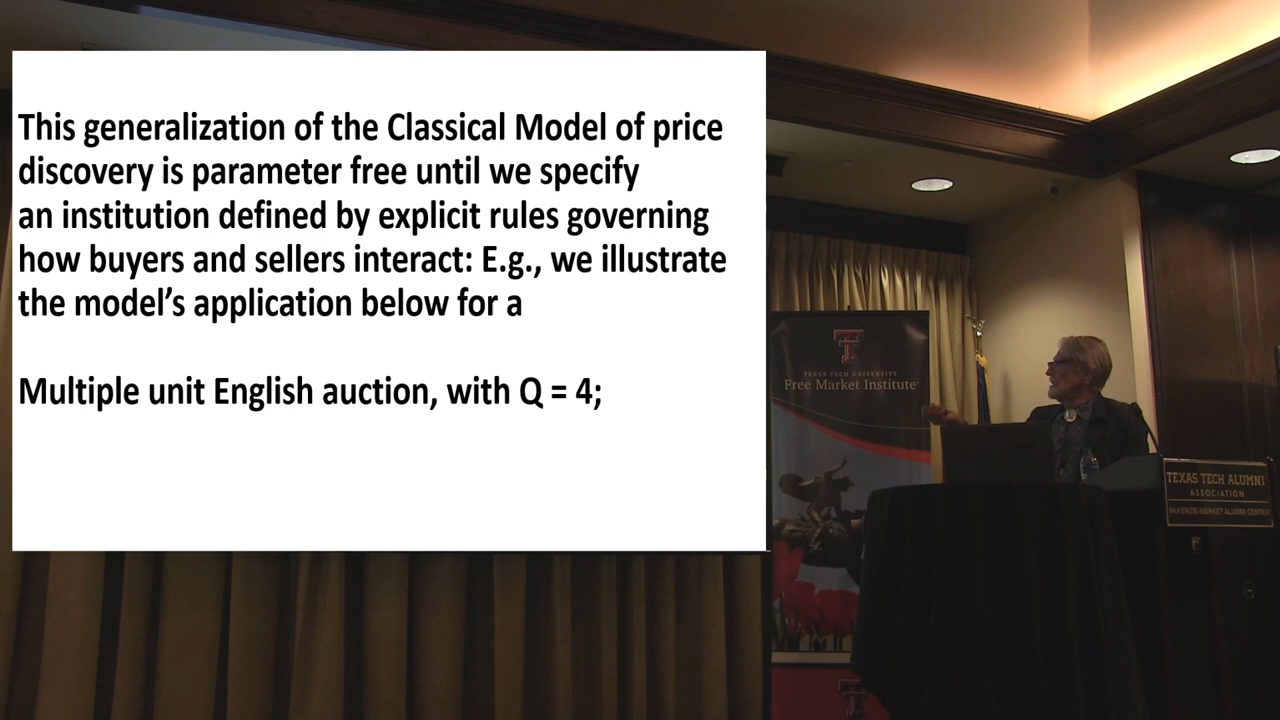 This generalization of the Classical Model of price
discovery is parameter free until we specify
an institution defined by explicit rules governing
how buyers and sellers interact: E.g., we illustrate
the model’s application below for a
Multiple unit English auction, with Q = 4;
TEXAS TECH UNIVERSITY
Free Market Institute
TEXAS TECH ALUMNI
ASSOCIATION
McKENZIE-MERKET ALUMNI CENTER